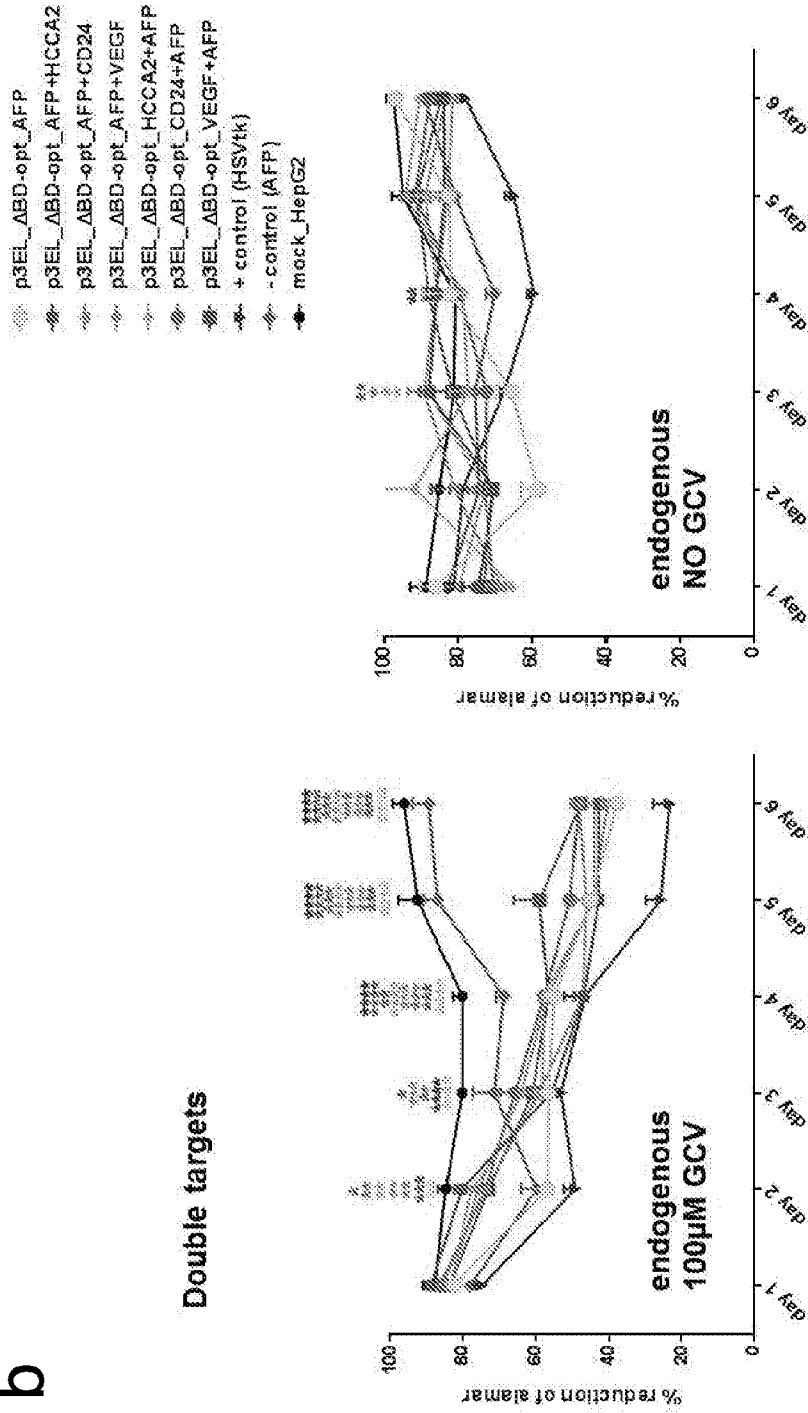 b
Double targets
p3EL_ΔBD-opt_AFP
p3EL_ΔBD-opt_AFP+HCCA2
p3EL_ΔBD-opt_AFP+CD24
p3EL_ΔBD-opt_AFP+VEGF
p3EL_ΔBD-opt_HCCA2+AFP
p3EL_ΔBD-opt_CD24+AFP
p3EL_ΔBD-opt_VEGF+AFP
+ control (HSVtk)
- control (AFP)
mock_HepG2
% reduction of alamar
100
80
60
40
20
0
endogenous
100µM GCV
day 1
day 2
day 3
day 4
day 5
day 6
% reduction of alamar
100
80
60
40
20
0
endogenous
NO GCV
day 1
day 2
day 3
day 4
day 5
day 6